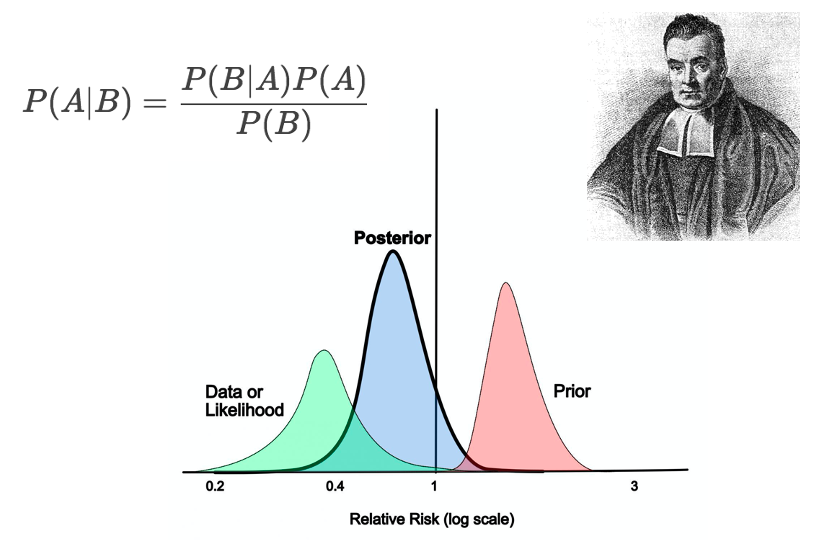 P(A|B) = P(B|A)P(A) / P(B)
Posterior
Data or
Likelihood
Prior
0.2 0.4 1 3
Relative Risk (log scale)